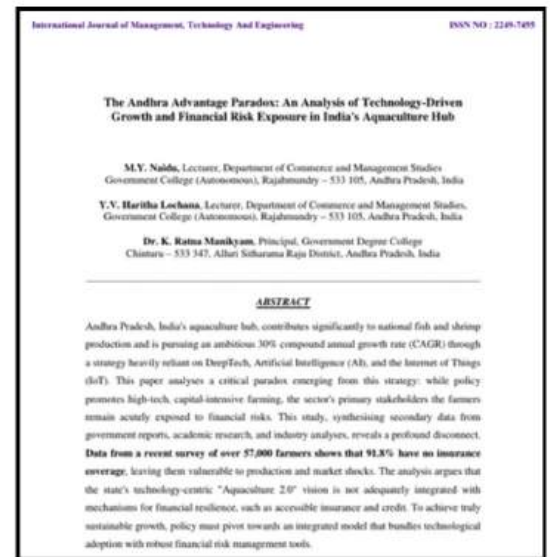 International Journal of Management, Technology And Engineering
ISSN NO : 2249-7455
The Andhra Advantage Paradox: An Analysis of Technology-Driven
Growth and Financial Risk Exposure in India's Aquaculture Hub
M.Y. Naidu, Lecturer, Department of Commerce and Management Studies
Government College (Autonomous), Rajahmundry – 533 105, Andhra Pradesh, India
Y.V. Haritha Lochana, Lecturer, Department of Commerce and Management Studies,
Government College (Autonomous), Rajahmundry – 533 105, Andhra Pradesh, India
Dr. K. Ratna Manikyam, Principal, Government Degree College
Chinturu – 533 347, Alluri Sitharama Raju District, Andhra Pradesh, India
ABSTRACT
Andhra Pradesh, India's aquaculture hub, contributes significantly to national fish and shrimp
production and is pursuing an ambitious 30% compound annual growth rate (CAGR) through
a strategy heavily reliant on DeepTech, Artificial Intelligence (AI), and the Internet of Things
(IoT). This paper analyses a critical paradox emerging from this strategy: while policy
promotes high-tech, capital-intensive farming, the sector's primary stakeholders the farmers
remain acutely exposed to financial risks. This study, synthesising secondary data from
government reports, academic research, and industry analyses, reveals a profound disconnect.
Data from a recent survey of over 57,000 farmers shows that 91.8% have no insurance
coverage, leaving them vulnerable to production and market shocks. The analysis argues that
the state's technology-centric "Aquaculture 2.0" vision is not adequately integrated with
mechanisms for financial resilience, such as accessible insurance and credit. To achieve truly
sustainable growth, policy must pivot towards an integrated model that bundles technological
adoption with robust financial risk management tools.